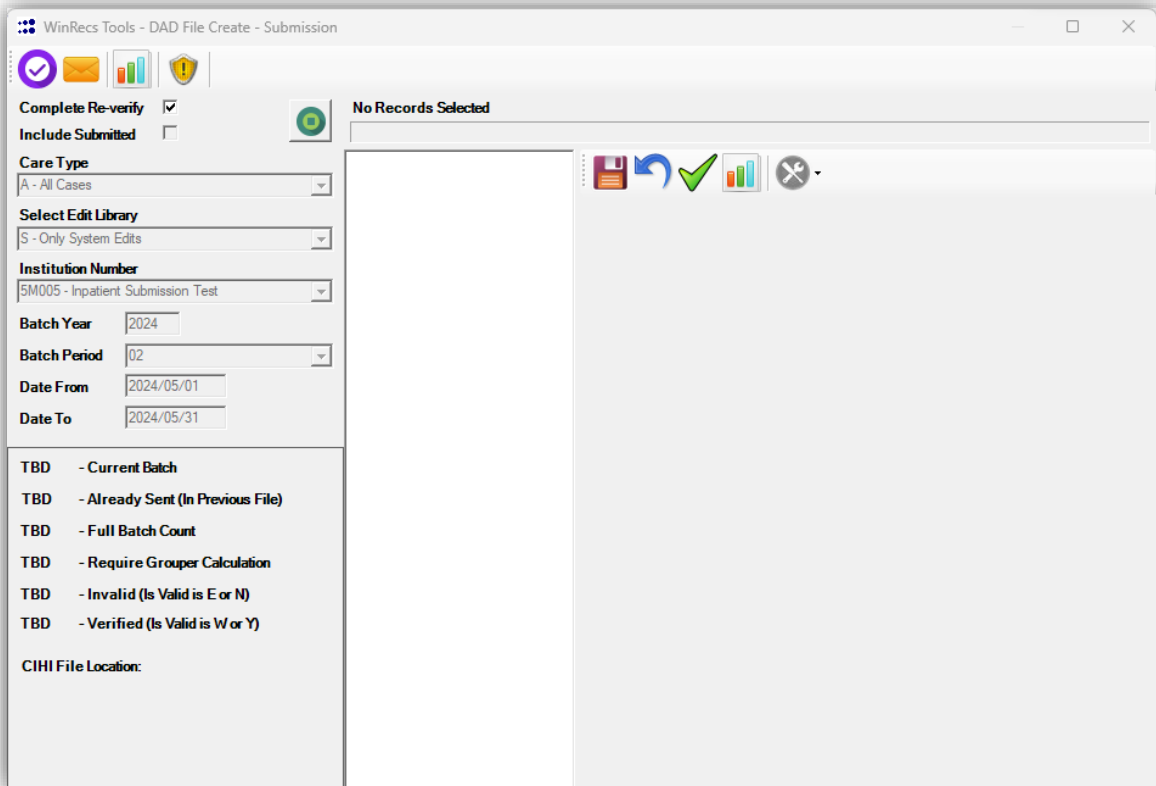 WinRecs Tools - DAD File Create - Submission
Complete Re-verify
Include Submitted
No Records Selected
Care Type
A - All Cases
Select Edit Library
S - Only System Edits
Institution Number
5M005 - Inpatient Submission Test
Batch Year 2024
Batch Period 02
Date From 2024/05/01
Date To 2024/05/31
TBD - Current Batch
TBD - Already Sent (In Previous File)
TBD - Full Batch Count
TBD - Require Grouper Calculation
TBD - Invalid (Is Valid is E or N)
TBD - Verified (Is Valid is W or Y)
CIHI File Location: